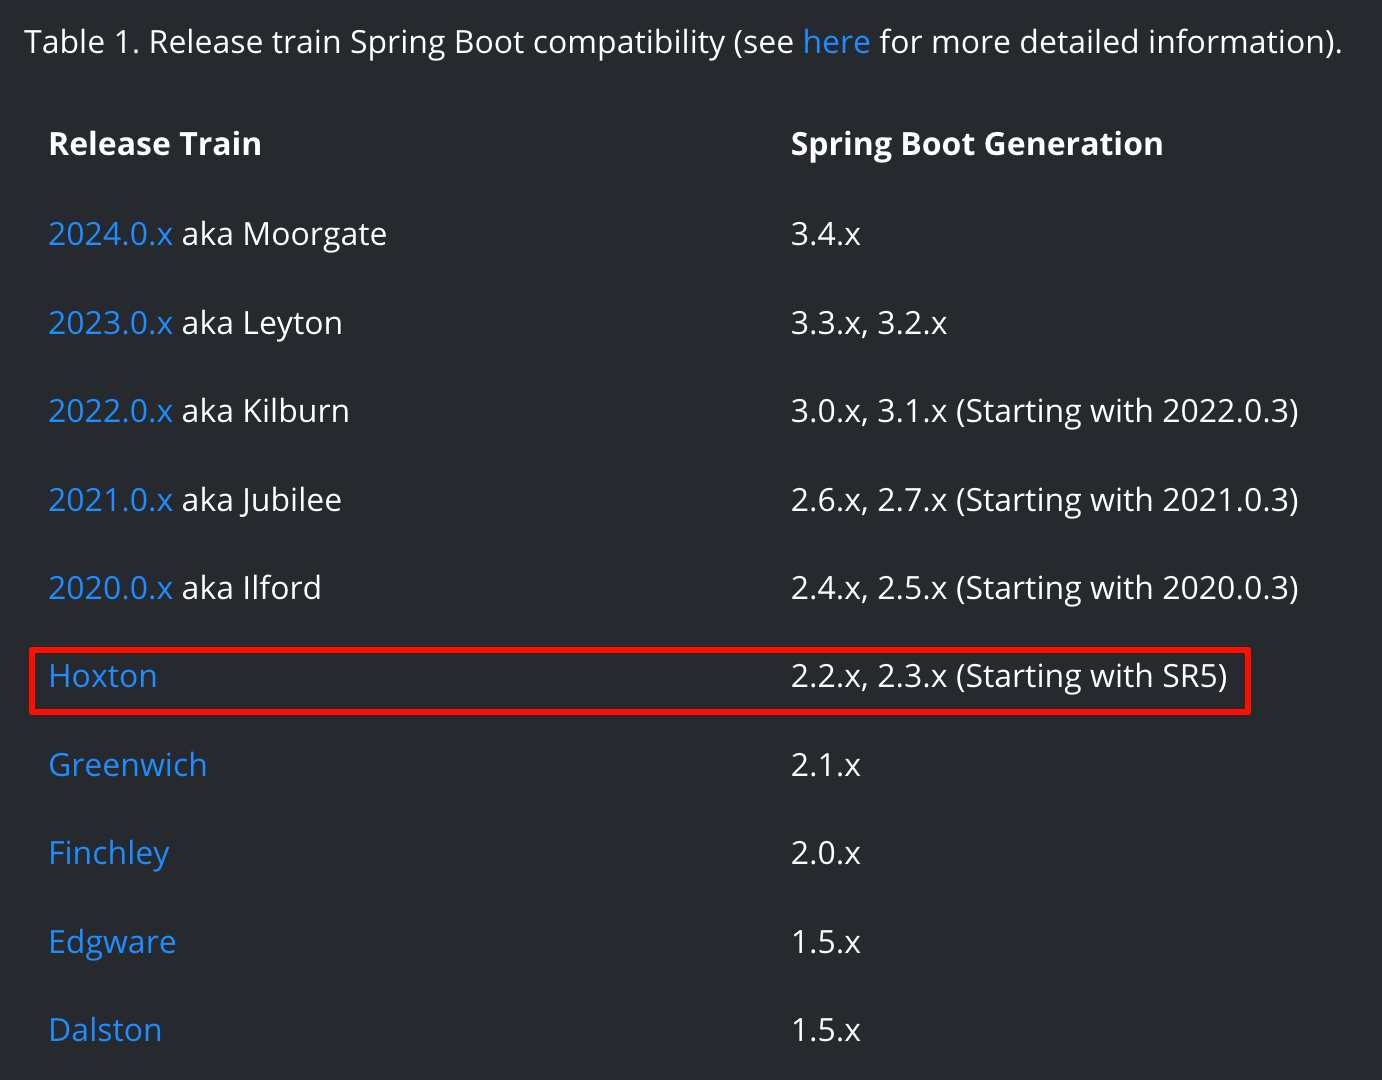 Table 1. Release train Spring Boot compatibility (see here for more detailed information).
Release Train Spring Boot Generation
2024.0.x aka Moorgate 3.4.x
2023.0.x aka Leyton 3.3.x, 3.2.x
2022.0.x aka Kilburn 3.0.x, 3.1.x (Starting with 2022.0.3)
2021.0.x aka Jubilee 2.6.x, 2.7.x (Starting with 2021.0.3)
2020.0.x aka Ilford 2.4.x, 2.5.x (Starting with 2020.0.3)
Hoxton 2.2.x, 2.3.x (Starting with SR5)
Greenwich 2.1.x
Finchley 2.0.x
Edgware 1.5.x
Dalston 1.5.x